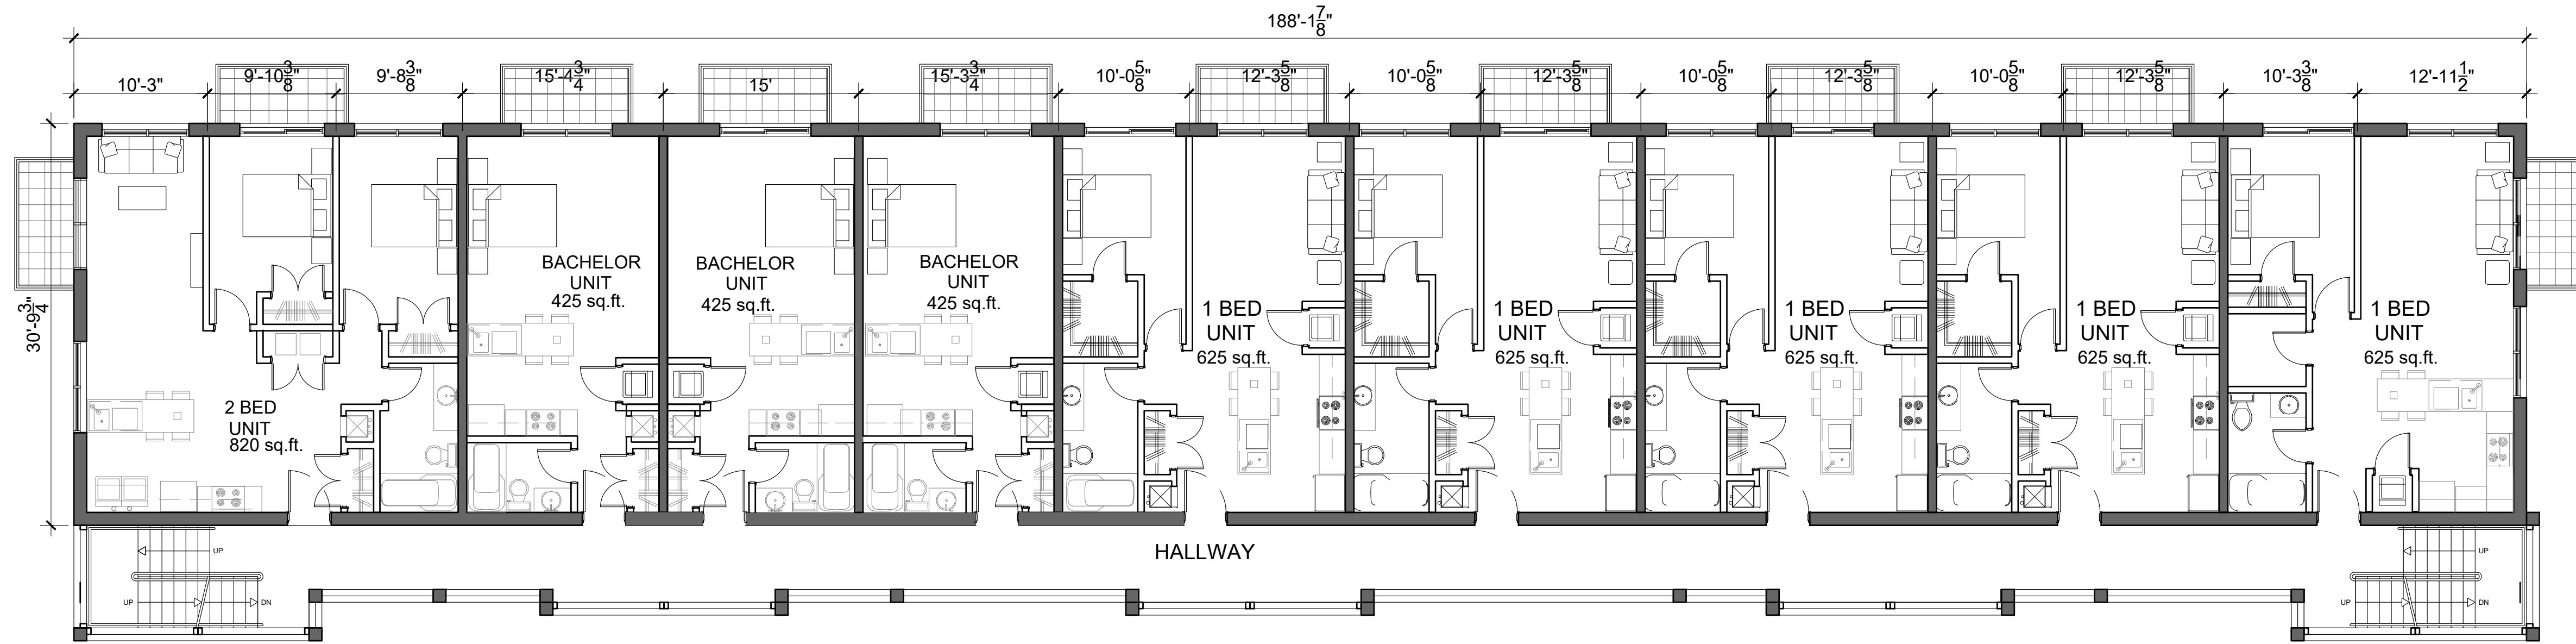 188'-1 7/8"
10'-3"
9'-10 3/8"
9'-8 3/8"
15'-4 3/4"
15'
15'-3 3/4"
10'-0 5/8"
12'-3 5/8"
10'-0 5/8"
12'-3 5/8"
10'-0 5/8"
12'-3 5/8"
10'-0 5/8"
12'-3 5/8"
10'-3 3/8"
12'-11 1/2"
30'-9 3/4"
2 BED
UNIT
820 sq.ft.
BACHELOR
UNIT
425 sq.ft.
BACHELOR
UNIT
425 sq.ft.
BACHELOR
UNIT
425 sq.ft.
1 BED
UNIT
625 sq.ft.
1 BED
UNIT
625 sq.ft.
1 BED
UNIT
625 sq.ft.
1 BED
UNIT
625 sq.ft.
1 BED
UNIT
625 sq.ft.
HALLWAY
UP
UP
DN
UP
UP
DN